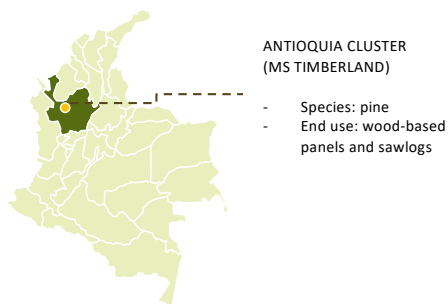 ANTIOQUIA CLUSTER
(MS TIMBERLAND)
- Species: pine
- End use: wood-based
panels and sawlogs